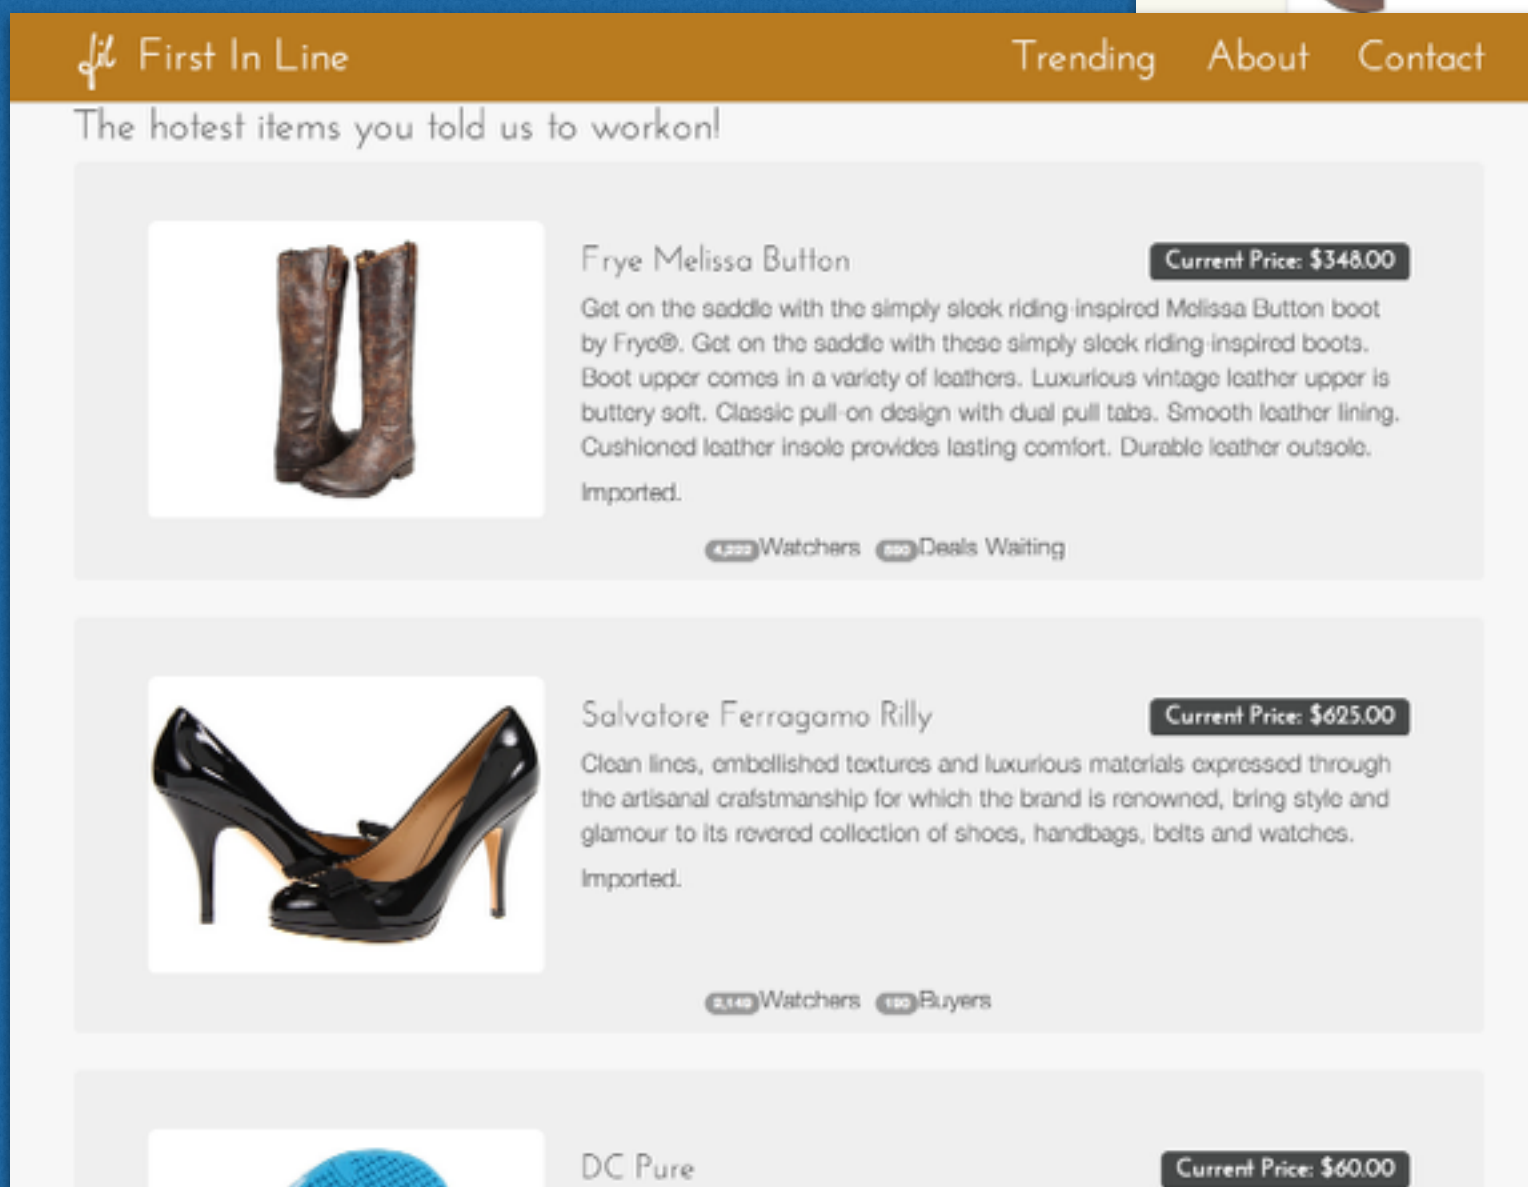 fil First In Line Trending About Contact
The hotest items you told us to workon!
Frye Melissa Button Current Price: $348.00
Get on the saddle with the simply sleek riding-inspired Melissa Button boot
by Frye®. Get on the saddle with these simply sleek riding-inspired boots.
Boot upper comes in a variety of leathers. Luxurious vintage leather upper is
buttery soft. Classic pull-on design with dual pull tabs. Smooth leather lining.
Cushioned leather insole provides lasting comfort. Durable leather outsole.
Imported.
Watchers Deals Waiting
Salvatore Ferragamo Rilly Current Price: $625.00
Clean lines, embellished textures and luxurious materials expressed through
the artisanal crafstmanship for which the brand is renowned, bring style and
glamour to its revered collection of shoes, handbags, belts and watches.
Imported.
Watchers Buyers
DC Pure Current Price: $60.00